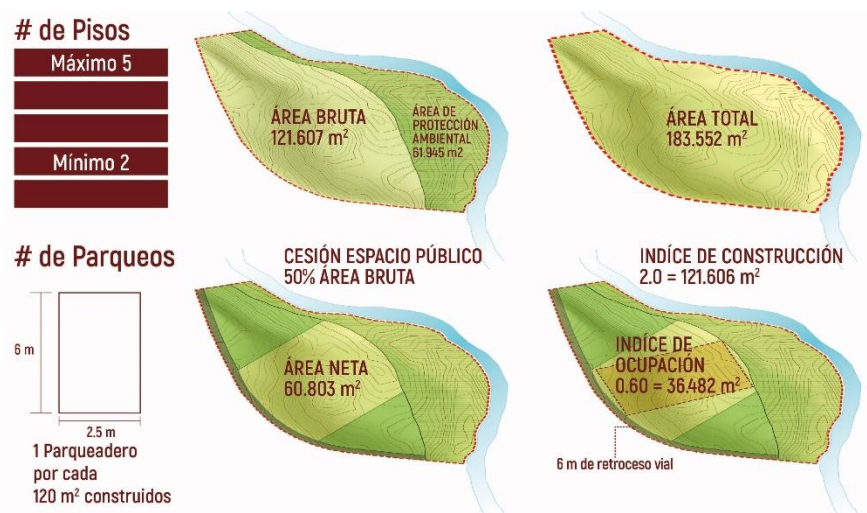 # de Pisos
Máximo 5
Mínimo 2
ÁREA BRUTA
121.607 m²
ÁREA DE
PROTECCIÓN
AMBIENTAL
61.945 m2
ÁREA TOTAL
183.552 m²
# de Parqueos
6 m
2.5 m
1 Parqueadero
por cada
120 m² construidos
CESIÓN ESPACIO PÚBLICO
50% ÁREA BRUTA
ÁREA NETA
60.803 m²
INDÍCE DE CONSTRUCCIÓN
2.0 = 121.606 m²
INDÍCE DE
OCUPACIÓN
0.60 = 36.482 m²
6 m de retroceso vial